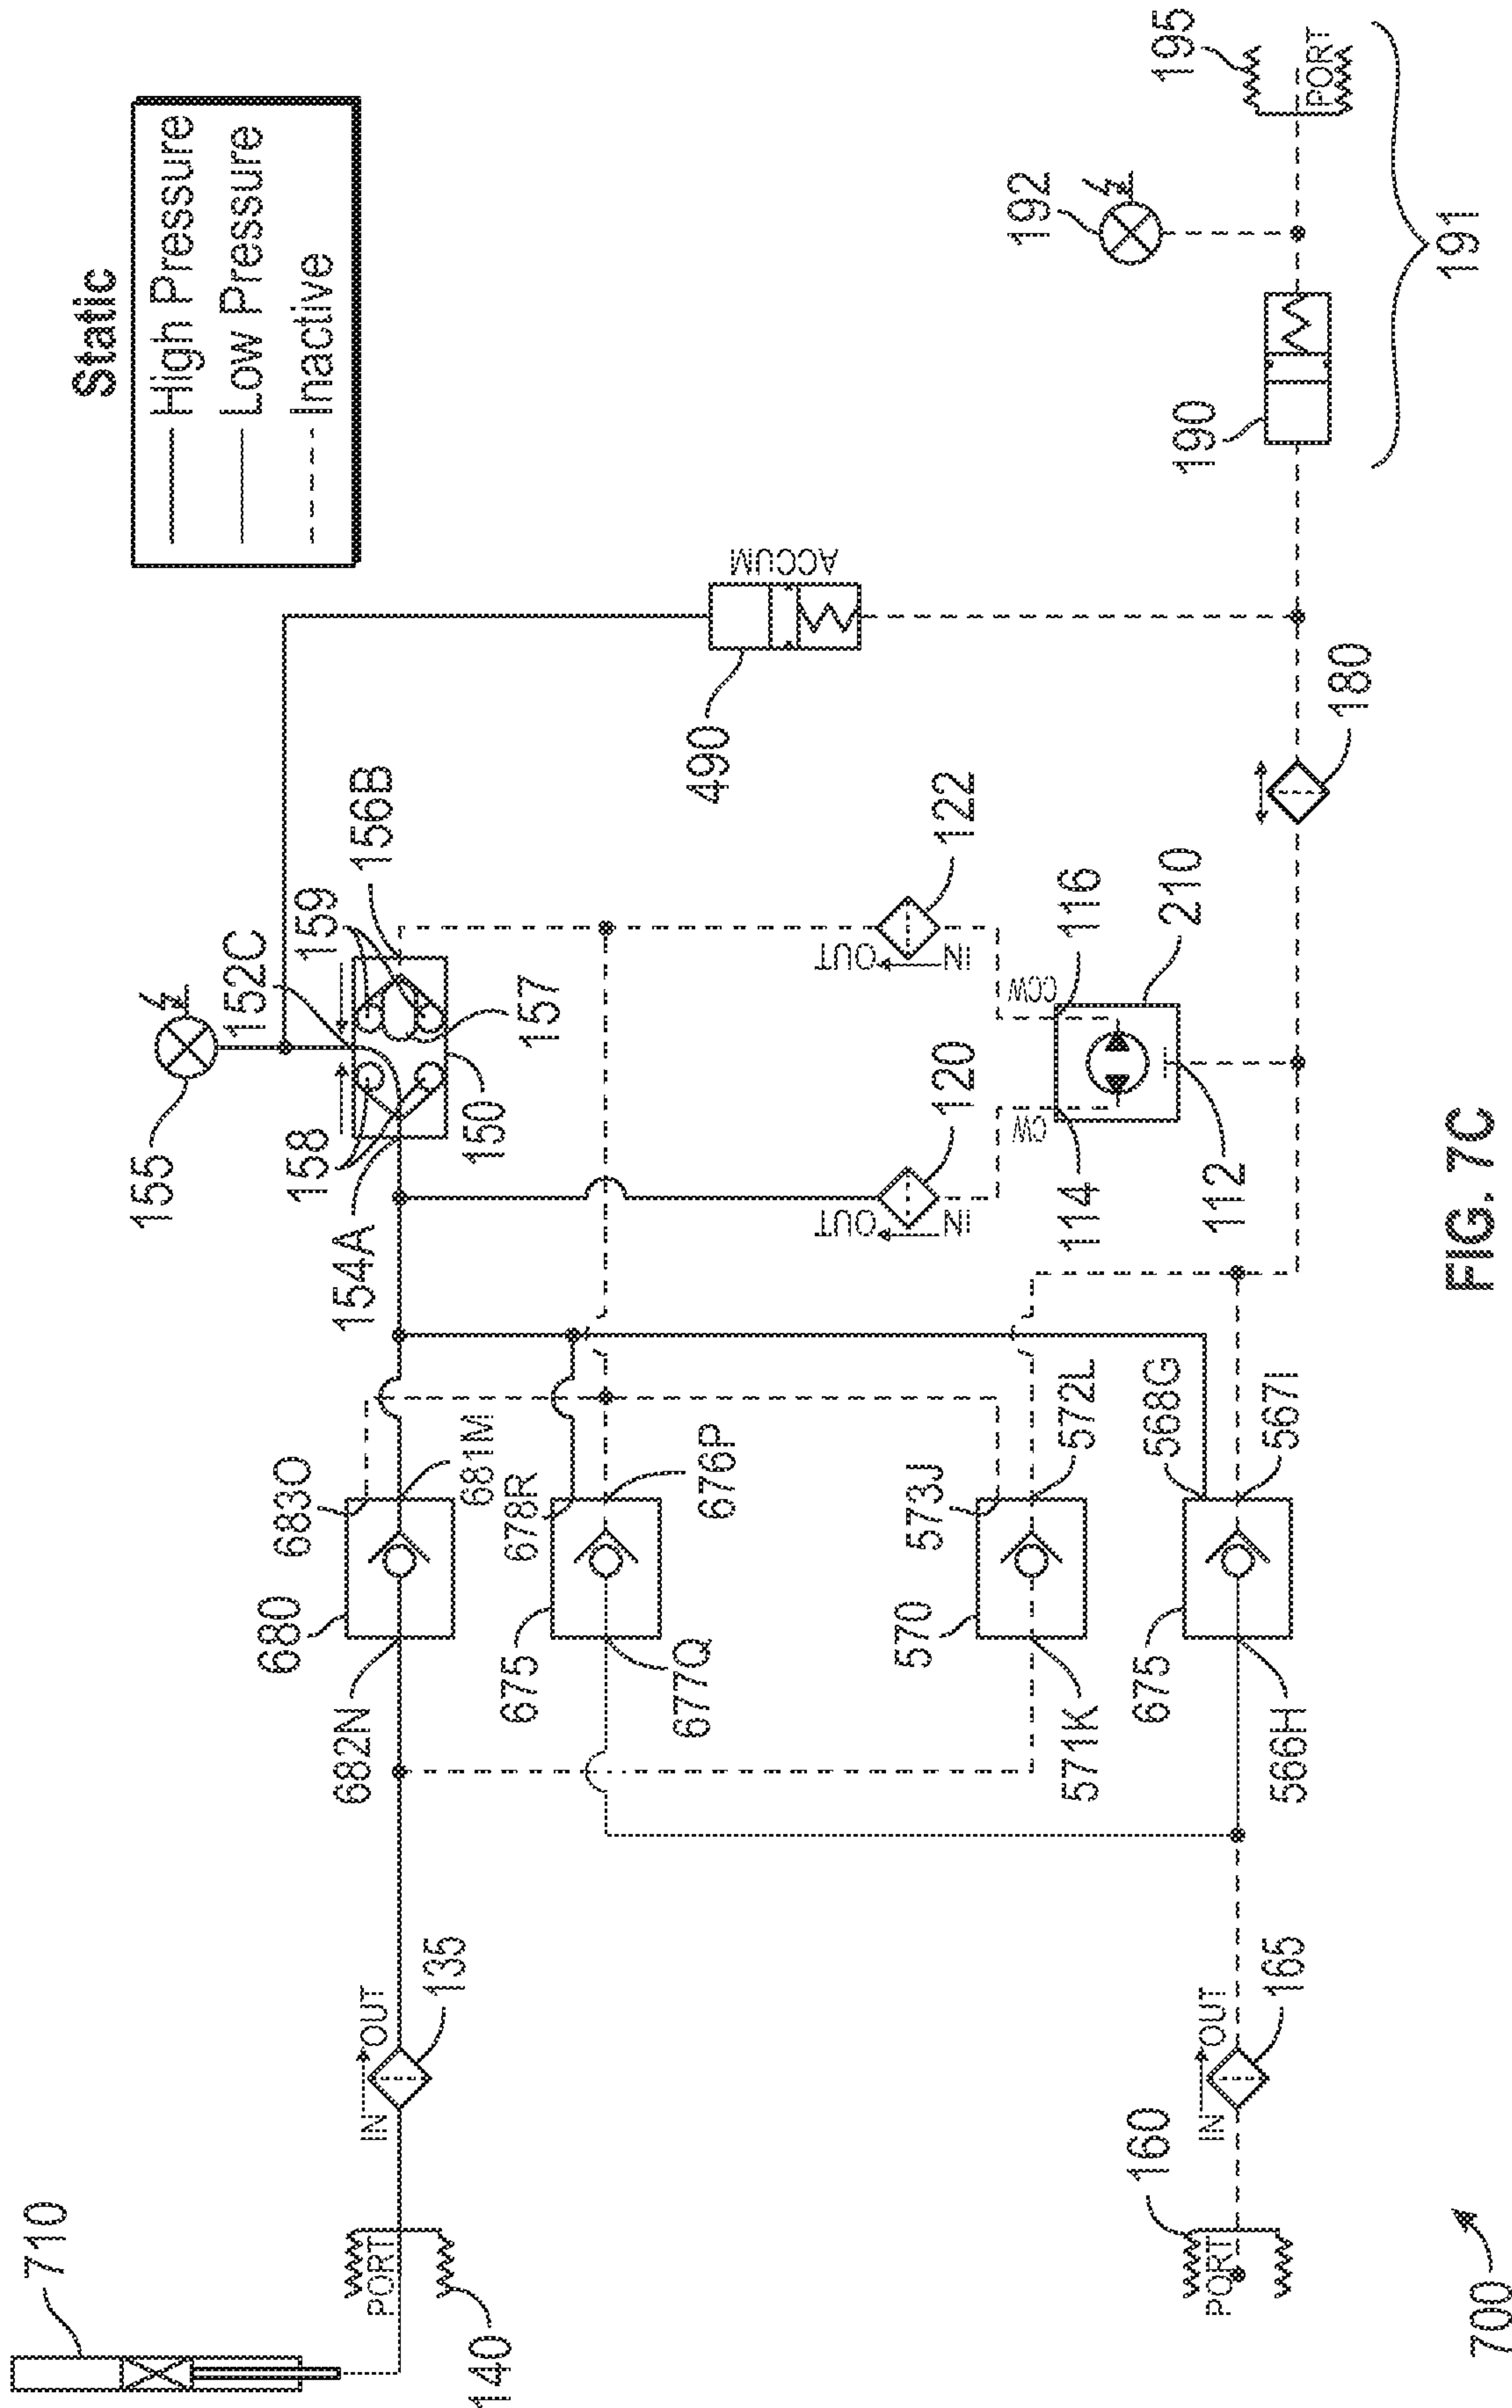 Static
High Pressure
Low Pressure
Inactive
710
PORT
140
IN
OUT
135
682N
680
683O
681M
154A
158
155
152C
159
156B
157
150
675
677Q
678R
676P
570
571K
573J
572L
675
566H
568G
567I
160
PORT
IN
OUT
165
120
OUT
IN
122
OUT
IN
CW
CCW
114
116
112
210
490
ACCUM
180
190
192
195
PORT
191
700
FIG. 7C